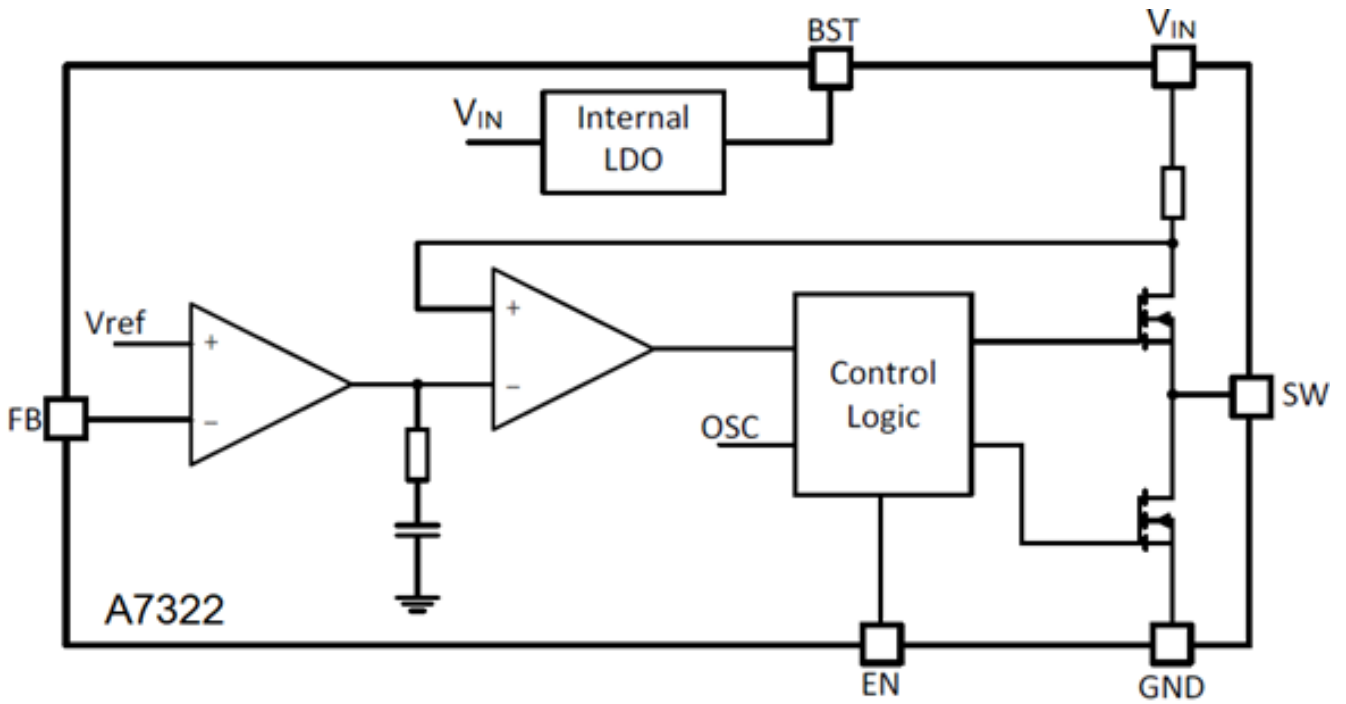 BST
VIN
VIN
Internal
LDO
Vref
+
−
+
−
FB
OSC
Control
Logic
SW
A7322
EN
GND